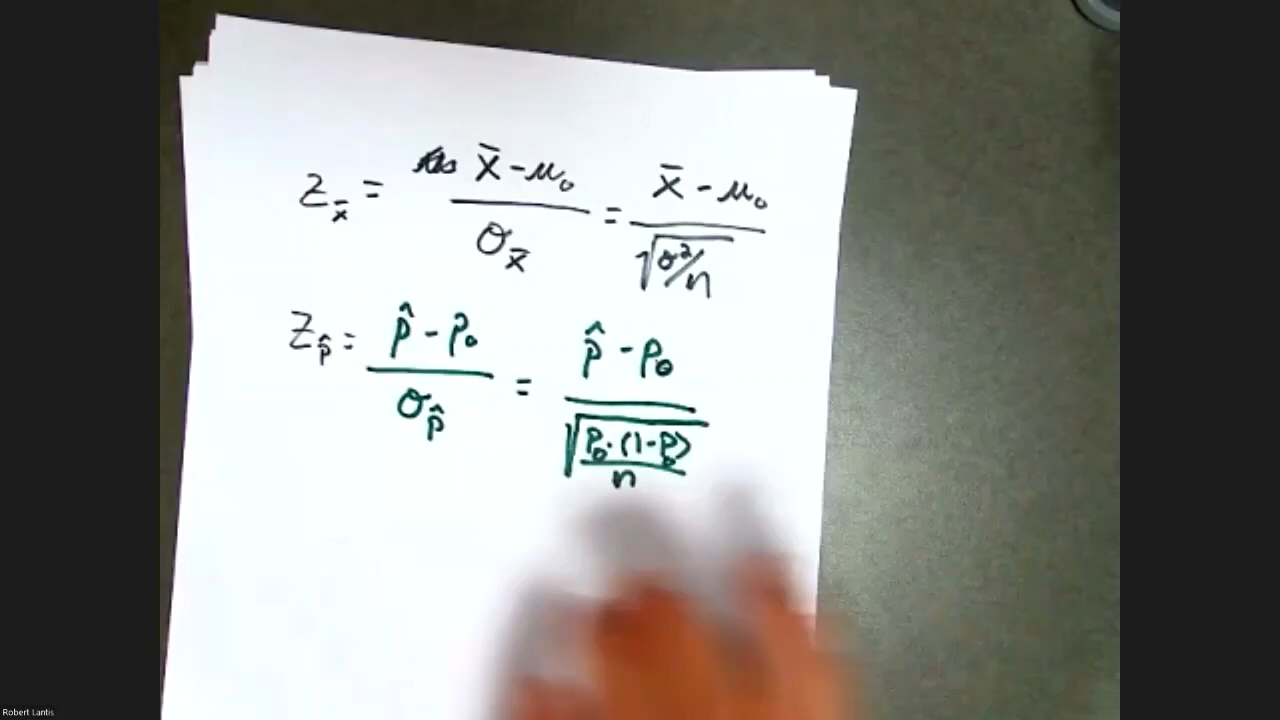 Z_x̄ = x̄ - μ₀ / σ_x̄ = x̄ - μ₀ / √(σ²/n)
Z_p̂ = p̂ - p₀ / σ_p̂ = p̂ - p₀ / √(p₀·(1-p₀)/n)
Robert Lantis